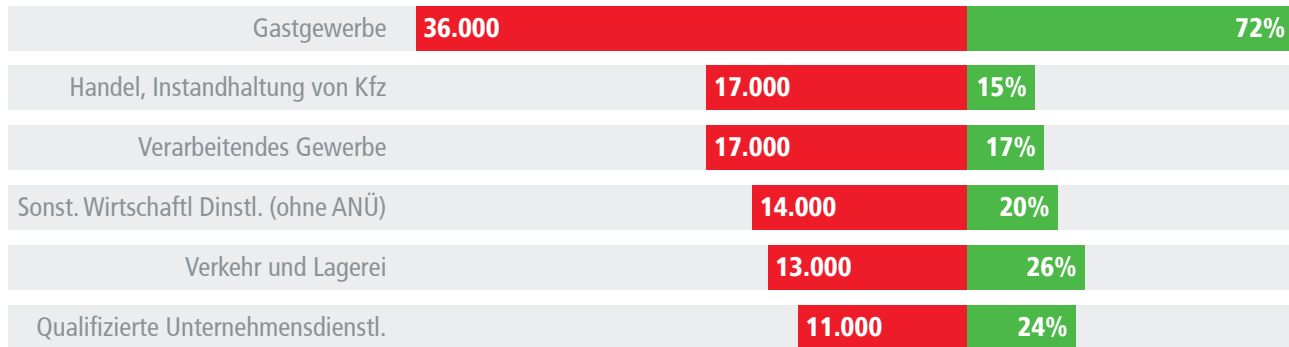 Gastgewerbe 36.000 72%
Handel, Instandhaltung von Kfz 17.000 15%
Verarbeitendes Gewerbe 17.000 17%
Sonst. Wirtschaftl Dinstl. (ohne ANÜ) 14.000 20%
Verkehr und Lagerei 13.000 26%
Qualifizierte Unternehmensdienstl. 11.000 24%